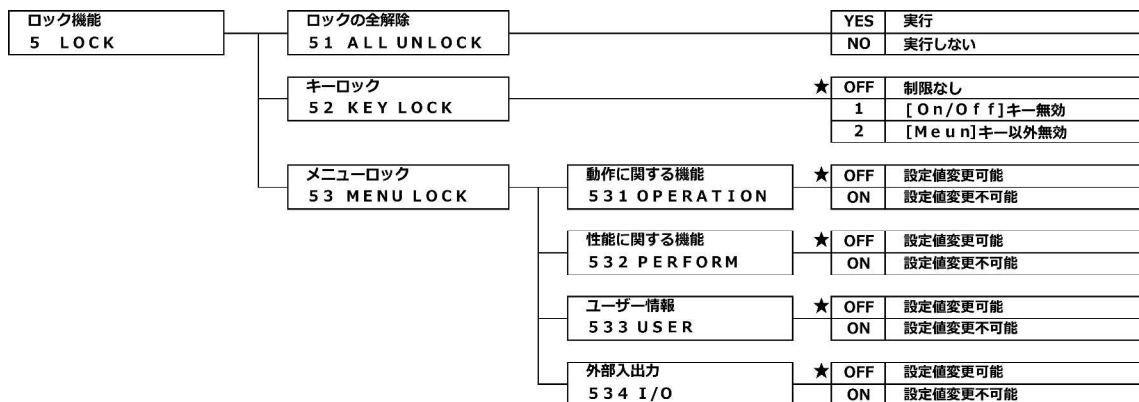 ロック機能
5 LOCK
ロックの全解除
51 ALL UNLOCK
YES 実行
NO 実行しない
キーロック
52 KEY LOCK
★ OFF 制限なし
1 [On/Off]キー無効
2 [Meun]キー以外無効
メニューロック
53 MENU LOCK
動作に関する機能
531 OPERATION
★ OFF 設定値変更可能
ON 設定値変更不可能
性能に関する機能
532 PERFORM
★ OFF 設定値変更可能
ON 設定値変更不可能
ユーザー情報
533 USER
★ OFF 設定値変更可能
ON 設定値変更不可能
外部入出力
534 I/O
★ OFF 設定値変更可能
ON 設定値変更不可能